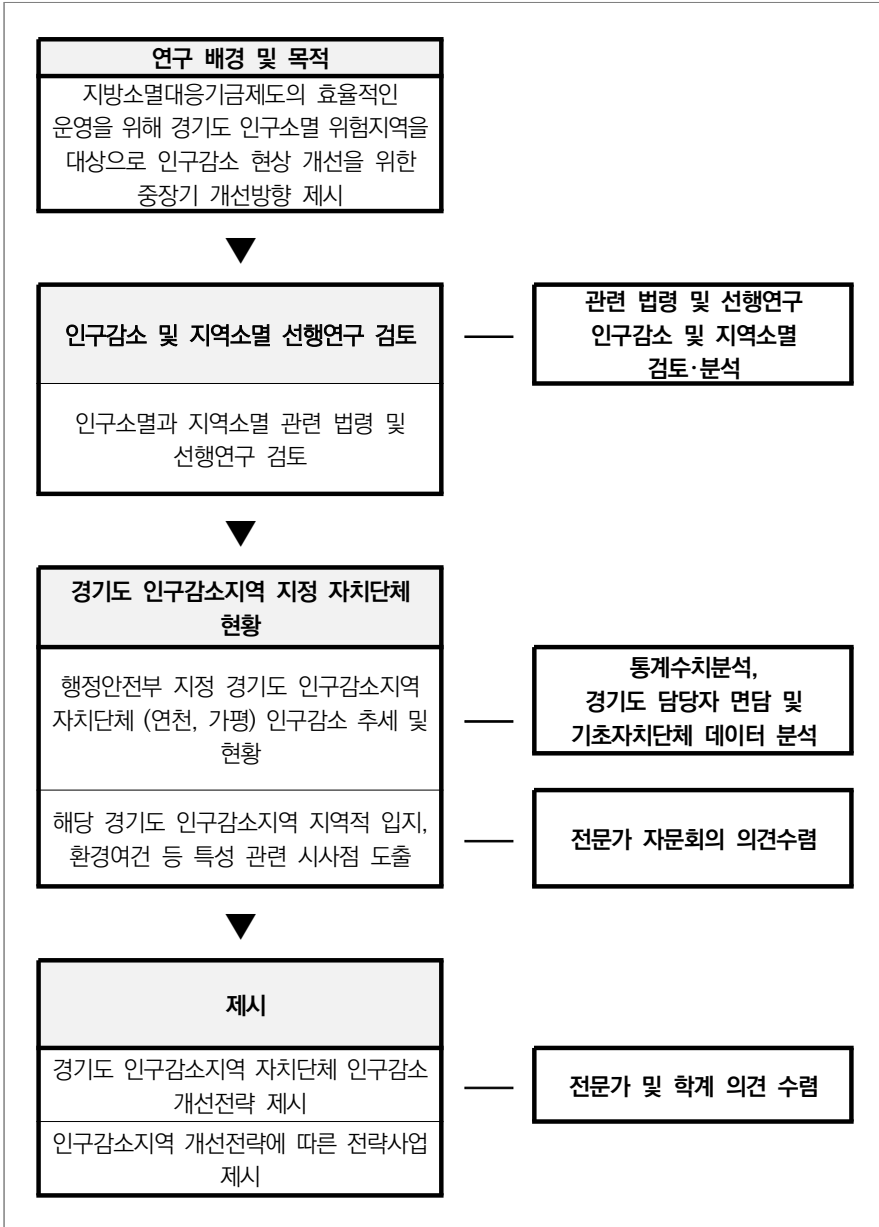 연구 배경 및 목적
지방소멸대응기금제도의 효율적인
운영을 위해 경기도 인구소멸 위험지역을
대상으로 인구감소 현상 개선을 위한
중장기 개선방향 제시
▼
인구감소 및 지역소멸 선행연구 검토
인구소멸과 지역소멸 관련 법령 및
선행연구 검토
관련 법령 및 선행연구
인구감소 및 지역소멸
검토·분석
▼
경기도 인구감소지역 지정 자치단체
현황
행정안전부 지정 경기도 인구감소지역
자치단체 (연천, 가평) 인구감소 추세 및
현황
통계수치분석,
경기도 담당자 면담 및
기초자치단체 데이터 분석
해당 경기도 인구감소지역 지역적 입지,
환경여건 등 특성 관련 시사점 도출
전문가 자문회의 의견수렴
▼
제시
경기도 인구감소지역 자치단체 인구감소
개선전략 제시
인구감소지역 개선전략에 따른 전략사업
제시
전문가 및 학계 의견 수렴